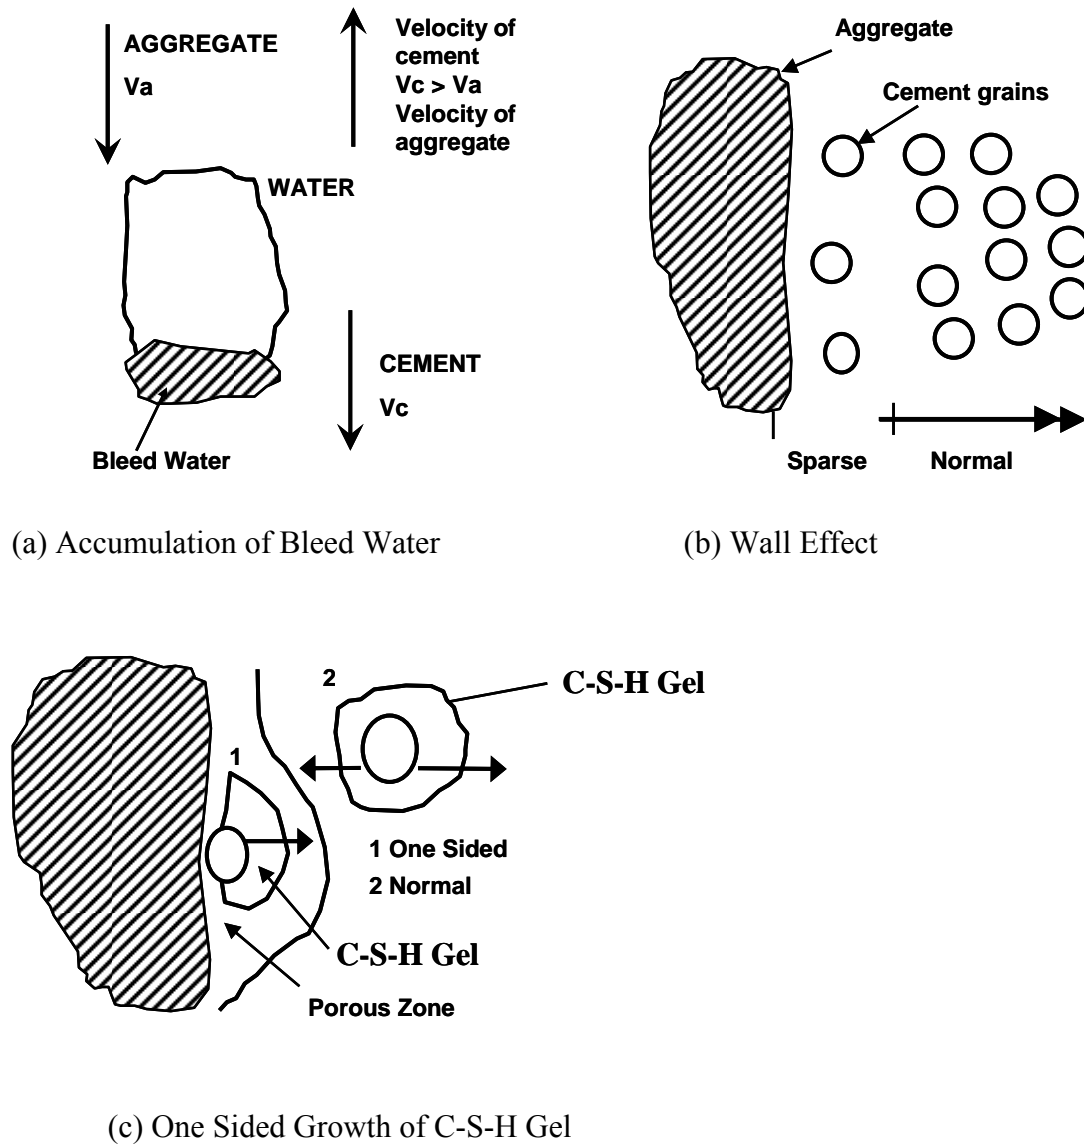 AGGREGATE
Va
Velocity of
cement
Vc > Va
Velocity of
aggregate
WATER
CEMENT
Vc
Bleed Water
(a) Accumulation of Bleed Water
Aggregate
Cement grains
Sparse
Normal
(b) Wall Effect
2
C-S-H Gel
1
1 One Sided
2 Normal
C-S-H Gel
Porous Zone
(c) One Sided Growth of C-S-H Gel